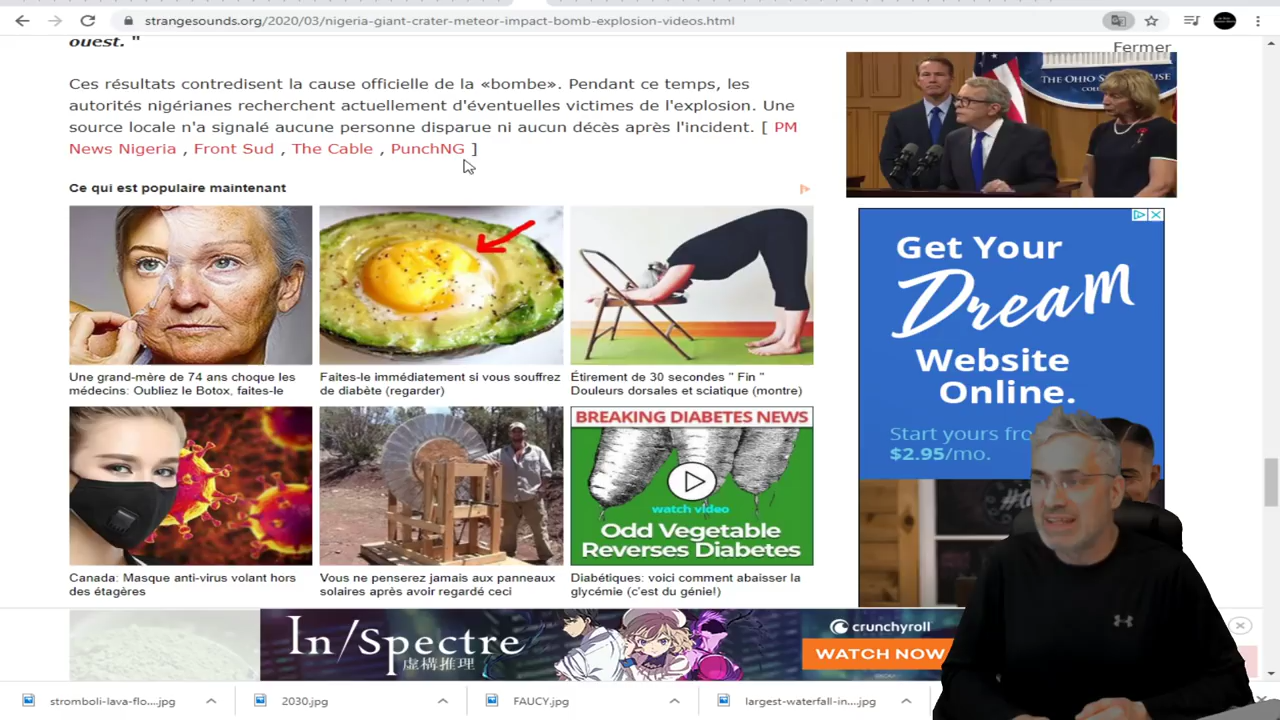 strangesounds.org/2020/03/nigeria-giant-crater-meteor-impact-bomb-explosion-videos.html
ouest. "
Ces résultats contradisent la cause officielle de la «bombe». Pendant ce temps, les
autorités nigérianes recherchent actuellement d'éventuelles victimes de l'explosion. Une
source locale n'a signalé aucune personne disparue ni aucun décès après l'incident. [ PM
News Nigeria , Front Sud , The Cable , PunchNG ]
Ce qui est populaire maintenant
Une grand-mère de 74 ans choque les
médecins: Oubliez le Botox, faites-le
Faites-le immédiatement si vous souffrez
de diabète (regarder)
Étirement de 30 secondes " Fin "
Douleurs dorsales et sciatique (montre)
BREAKING DIABETES NEWS
watch video
Odd Vegetable
Reverses Diabetes
Canada: Masque anti-virus volant hors
des étagères
Vous ne penserez jamais aux panneaux
solaires après avoir regardé ceci
Diabétiques: voici comment abaisser la
glycémie (c'est du génie!)
Fermer
THE OHIO S
Get Your
Dream
Website
Online.
Start yours fro
$2.95/mo.
In/Spectre
虚構推理
crunchyroll
WATCH NOW
stromboli-lava-flo....jpg
2030.jpg
FAUCY.jpg
largest-waterfall-in....jpg